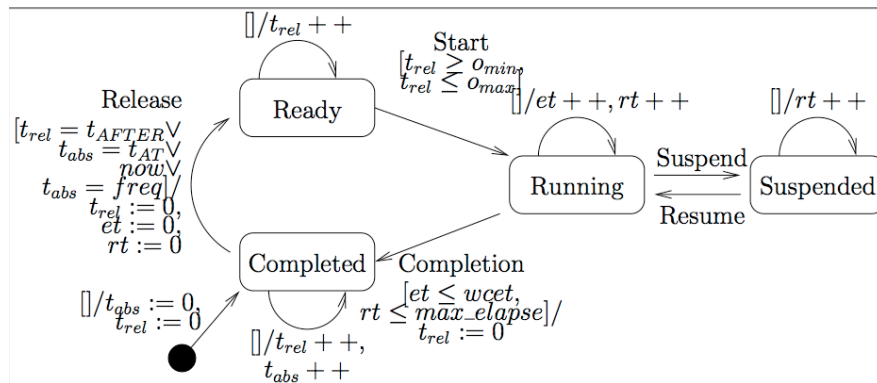 []/t_rel ++
Start
[t_rel ≥ o_min,
t_rel ≤ o_max]
Ready
Release
[t_rel = t_AFTER∨
t_abs = t_AT∨
now∨
t_abs = freq]/
t_rel := 0,
et := 0,
rt := 0
[]/et ++, rt ++
[]/rt ++
Running
Suspend
Resume
Suspended
Completed
Completion
[et ≤ wcet,
rt ≤ max_elapse]/
t_rel := 0
[]/t_abs := 0,
t_rel := 0
[]/t_rel ++,
t_abs ++